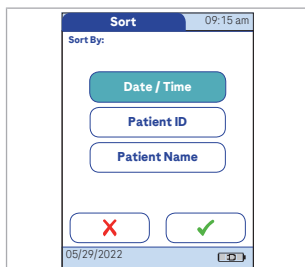 Sort 09:15 am
Sort By:
Date / Time
Patient ID
Patient Name
05/29/2022